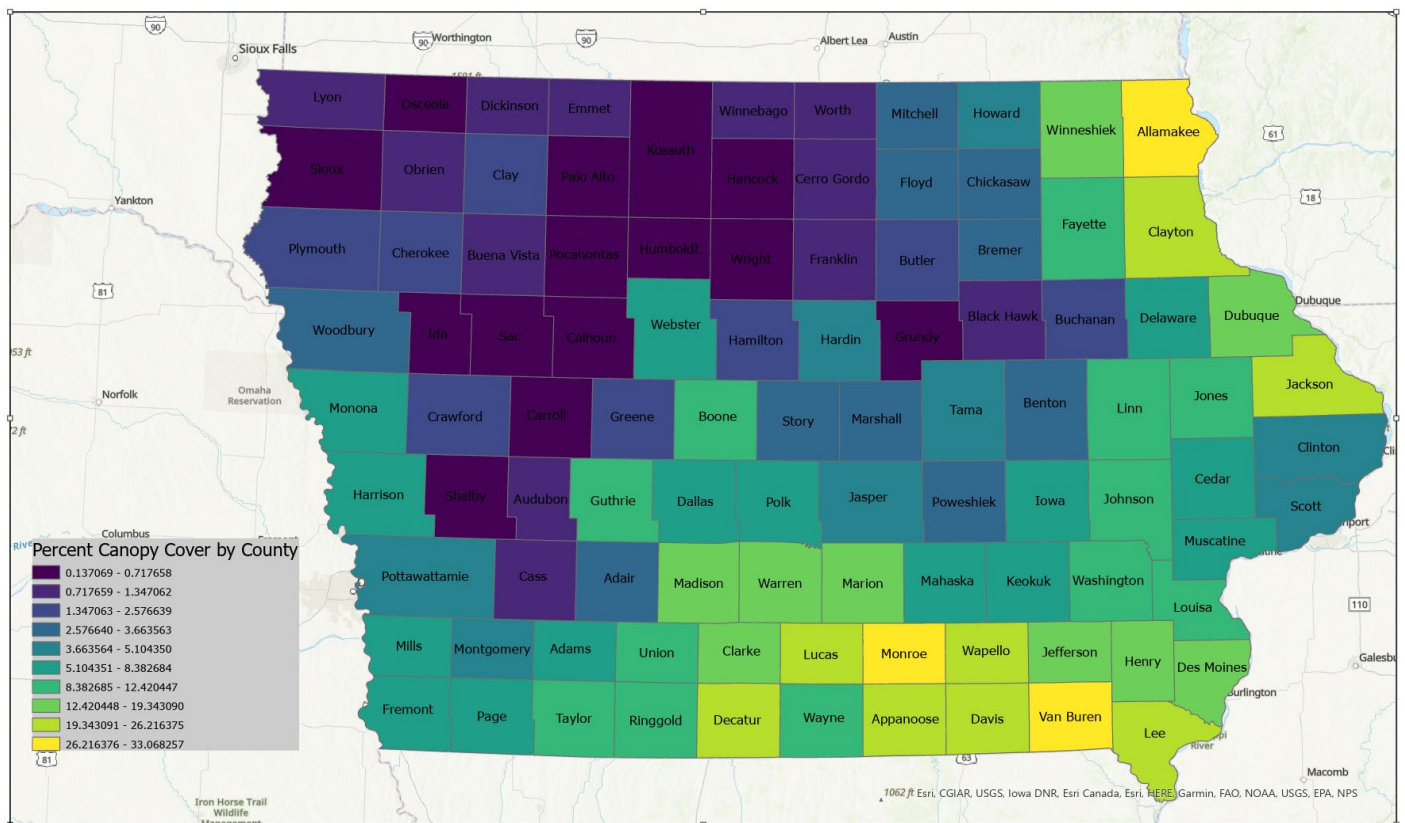 90
90
90
Worthington
Albert Lea
Austin
Sioux Falls
Lyon
Osceola
Dickinson
Emmet
Winnebago
Worth
Mitchell
Howard
Winneshiek
Allamakee
61
Kossuth
Sioux
Obrien
Clay
Palo Alto
Hancock
Cerro Gordo
Floyd
Chickasaw
Yankton
18
Fayette
Clayton
Plymouth
Cherokee
Buena Vista
Pocahontas
Humboldt
Wright
Franklin
Butler
Bremer
81
Dubuque
Woodbury
Ida
Sac
Calhoun
Webster
Hamilton
Hardin
Grundy
Black Hawk
Buchanan
Delaware
Dubuque
53 ft
Norfolk
Omaha
Reservation
Monona
Crawford
Carroll
Greene
Boone
Story
Marshall
Tama
Benton
Linn
Jones
Jackson
2 ft
Clinton
Harrison
Shelby
Audubon
Guthrie
Dallas
Polk
Jasper
Poweshiek
Iowa
Johnson
Cedar
Scott
Columbus
Muscatine
Percent Canopy Cover by County
0.137069 - 0.717658
0.717659 - 1.347062
1.347063 - 2.576639
2.576640 - 3.663563
3.663564 - 5.104350
5.104351 - 8.382684
8.382685 - 12.420447
12.420448 - 19.343090
19.343091 - 26.216375
26.216376 - 33.068257
Pottawattamie
Cass
Adair
Madison
Warren
Marion
Mahaska
Keokuk
Washington
Louisa
110
Mills
Montgomery
Adams
Union
Clarke
Lucas
Monroe
Wapello
Jefferson
Henry
Des Moines
Galesbu
Burlington
Fremont
Page
Taylor
Ringgold
Decatur
Wayne
Appanoose
Davis
Van Buren
Lee
River
81
63
Macomb
Iron Horse Trail
Wildlife
1062 ft
Esri, CGIAR, USGS, Iowa DNR, Esri Canada, Esri, HERE, Garmin, FAO, NOAA, USGS, EPA, NPS